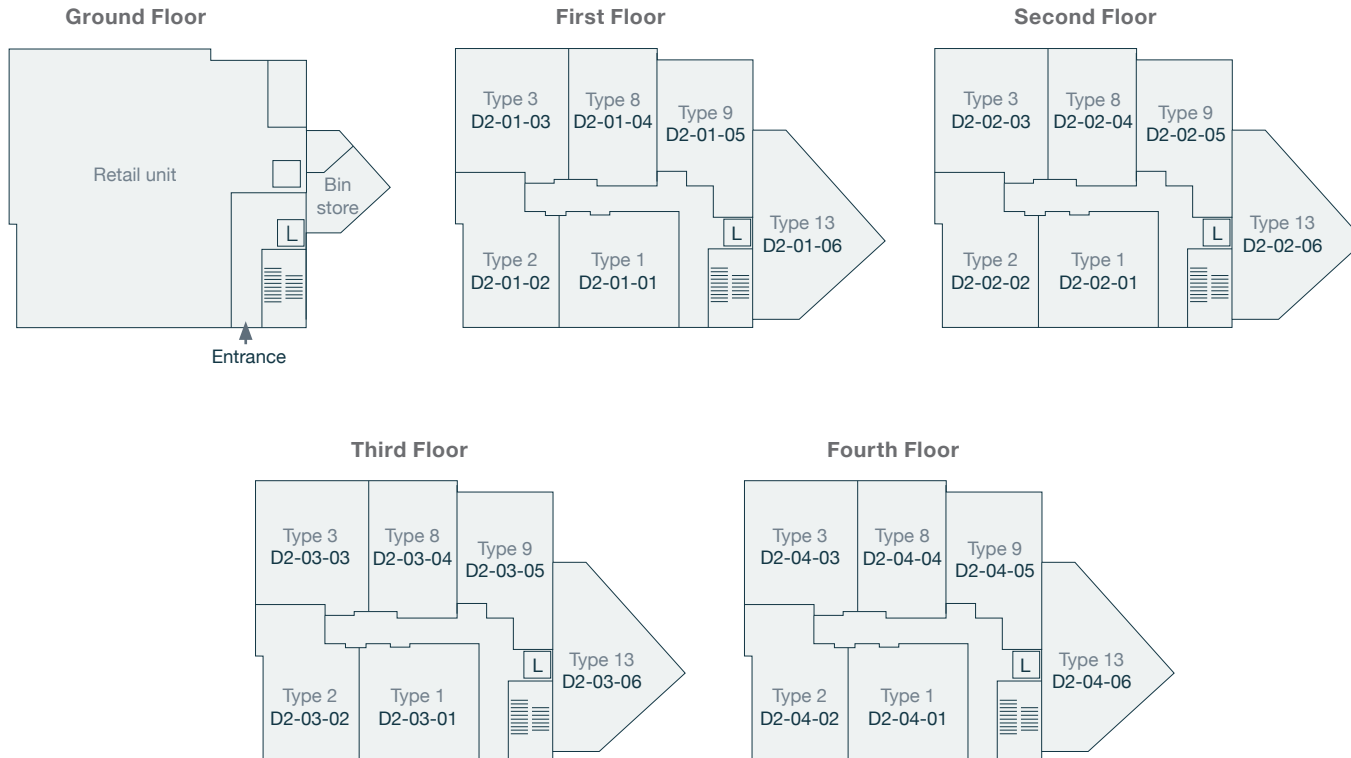 Ground Floor
Retail unit
Bin
store
L
Entrance
First Floor
Type 3
D2-01-03
Type 8
D2-01-04
Type 9
D2-01-05
Type 13
D2-01-06
L
Type 2
D2-01-02
Type 1
D2-01-01
Second Floor
Type 3
D2-02-03
Type 8
D2-02-04
Type 9
D2-02-05
Type 13
D2-02-06
L
Type 2
D2-02-02
Type 1
D2-02-01
Third Floor
Type 3
D2-03-03
Type 8
D2-03-04
Type 9
D2-03-05
Type 13
D2-03-06
L
Type 2
D2-03-02
Type 1
D2-03-01
Fourth Floor
Type 3
D2-04-03
Type 8
D2-04-04
Type 9
D2-04-05
Type 13
D2-04-06
L
Type 2
D2-04-02
Type 1
D2-04-01